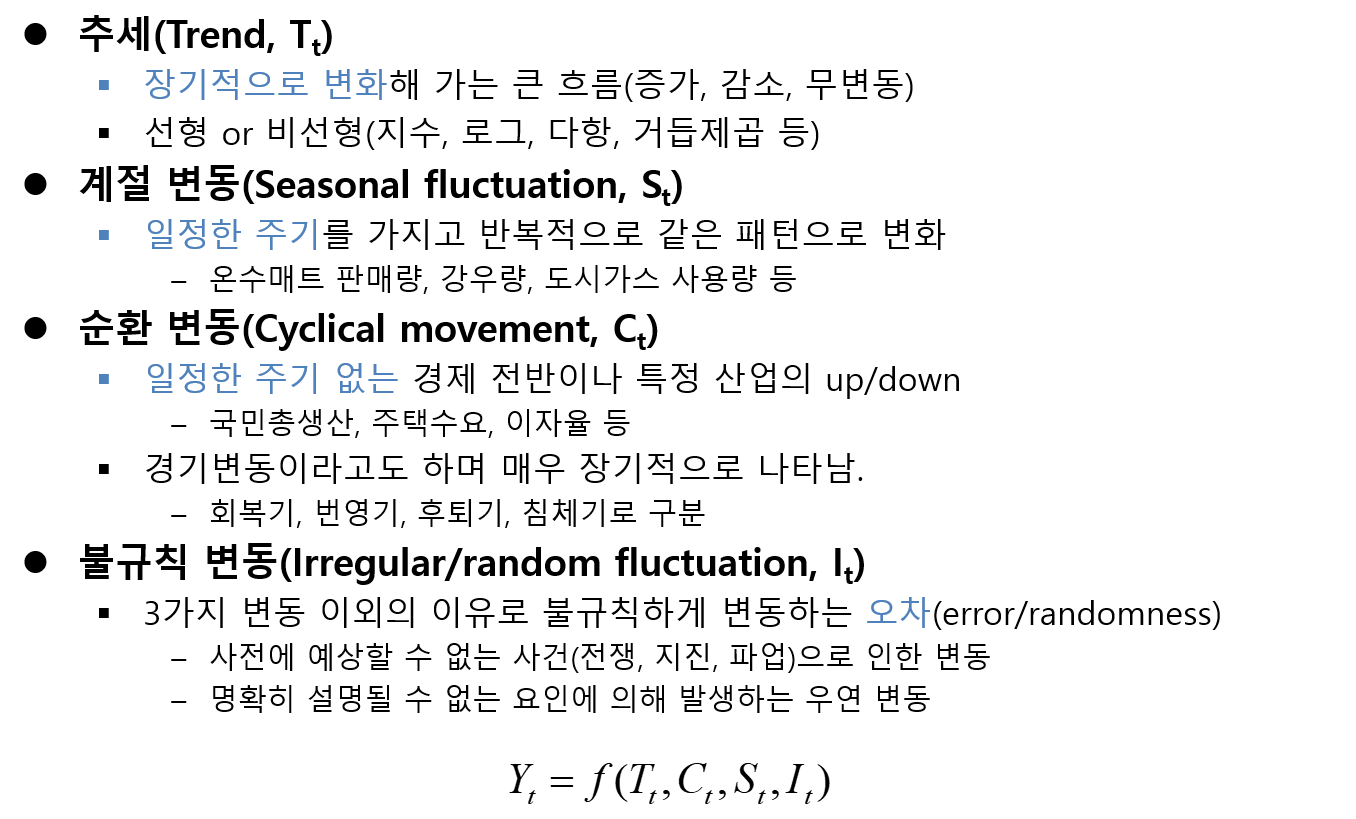 ● 추세(Trend, Tt)
▪ 장기적으로 변화해 가는 큰 흐름(증가, 감소, 무변동)
▪ 선형 or 비선형(지수, 로그, 다항, 거듭제곱 등)
● 계절 변동(Seasonal fluctuation, St)
▪ 일정한 주기를 가지고 반복적으로 같은 패턴으로 변화
– 온수매트 판매량, 강우량, 도시가스 사용량 등
● 순환 변동(Cyclical movement, Ct)
▪ 일정한 주기 없는 경제 전반이나 특정 산업의 up/down
– 국민총생산, 주택수요, 이자율 등
▪ 경기변동이라고도 하며 매우 장기적으로 나타남.
– 회복기, 번영기, 후퇴기, 침체기로 구분
● 불규칙 변동(Irregular/random fluctuation, It)
▪ 3가지 변동 이외의 이유로 불규칙하게 변동하는 오차(error/randomness)
– 사전에 예상할 수 없는 사건(전쟁, 지진, 파업)으로 인한 변동
– 명확히 설명될 수 없는 요인에 의해 발생하는 우연 변동
Yt = f(Tt, Ct, St, It)